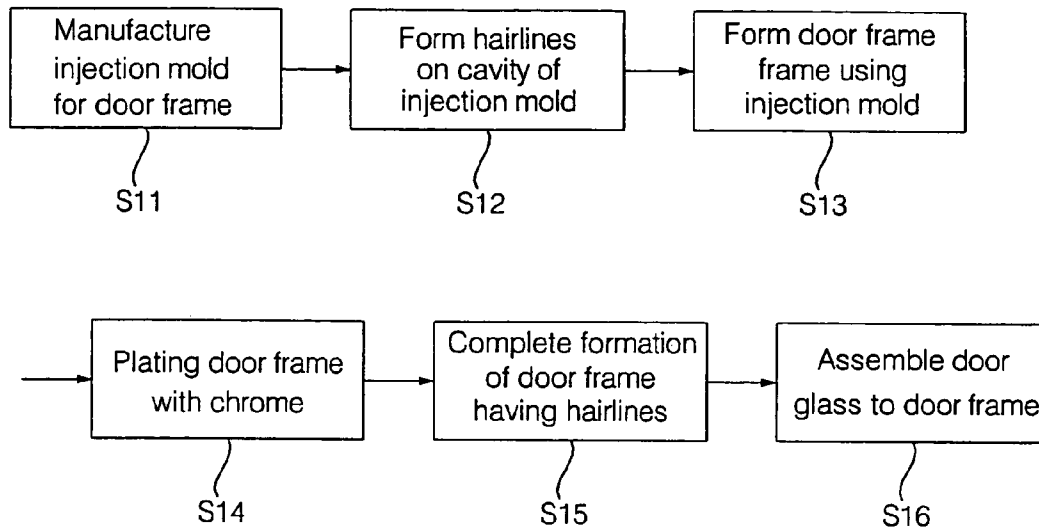 Manufacture
injection mold
for door frame
Form hairlines
on cavity of
injection mold
Form door frame
frame using
injection mold
S11
S12
S13
Plating door frame
with chrome
Complete formation
of door frame
having hairlines
Assemble door
glass to door frame
S14
S15
S16